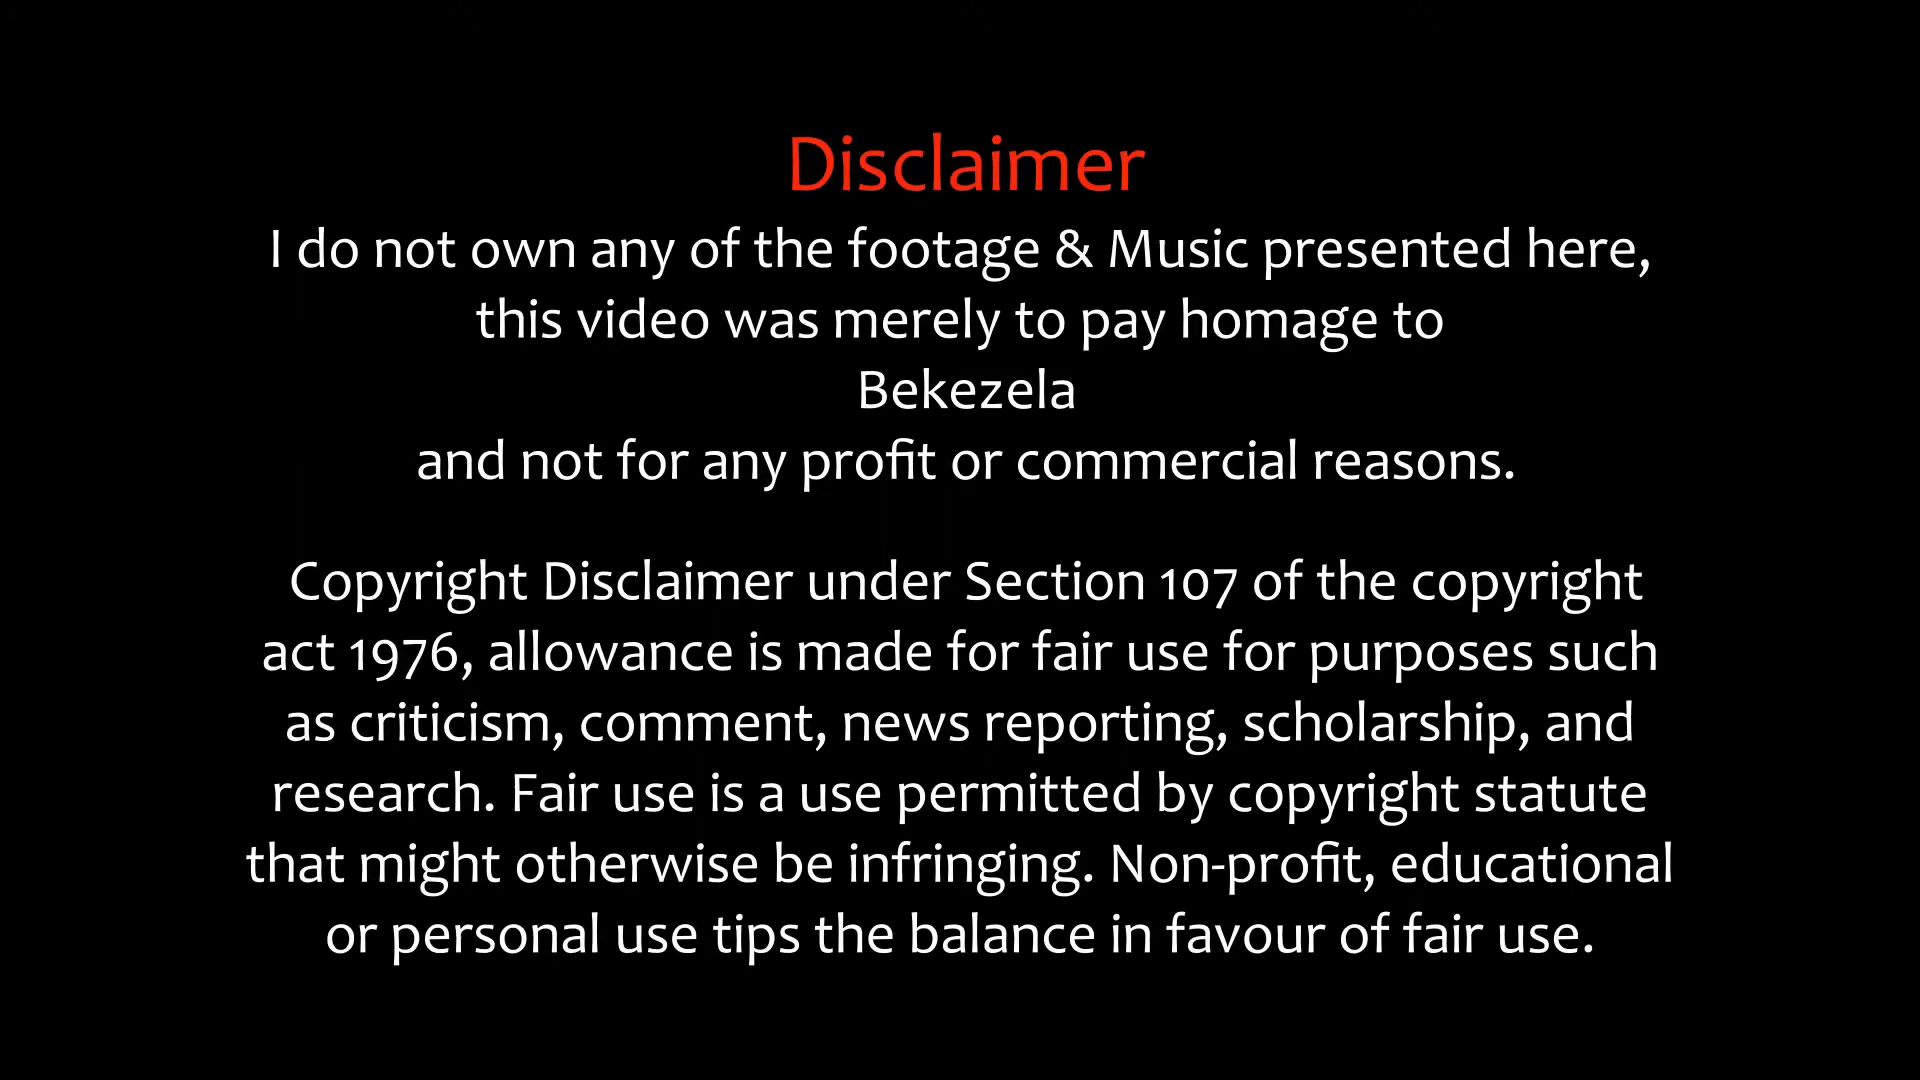 Disclaimer
I do not own any of the footage & Music presented here,
this video was merely to pay homage to
Bekezela
and not for any profit or commercial reasons.
Copyright Disclaimer under Section 107 of the copyright
act 1976, allowance is made for fair use for purposes such
as criticism, comment, news reporting, scholarship, and
research. Fair use is a use permitted by copyright statute
that might otherwise be infringing. Non-profit, educational
or personal use tips the balance in favour of fair use.